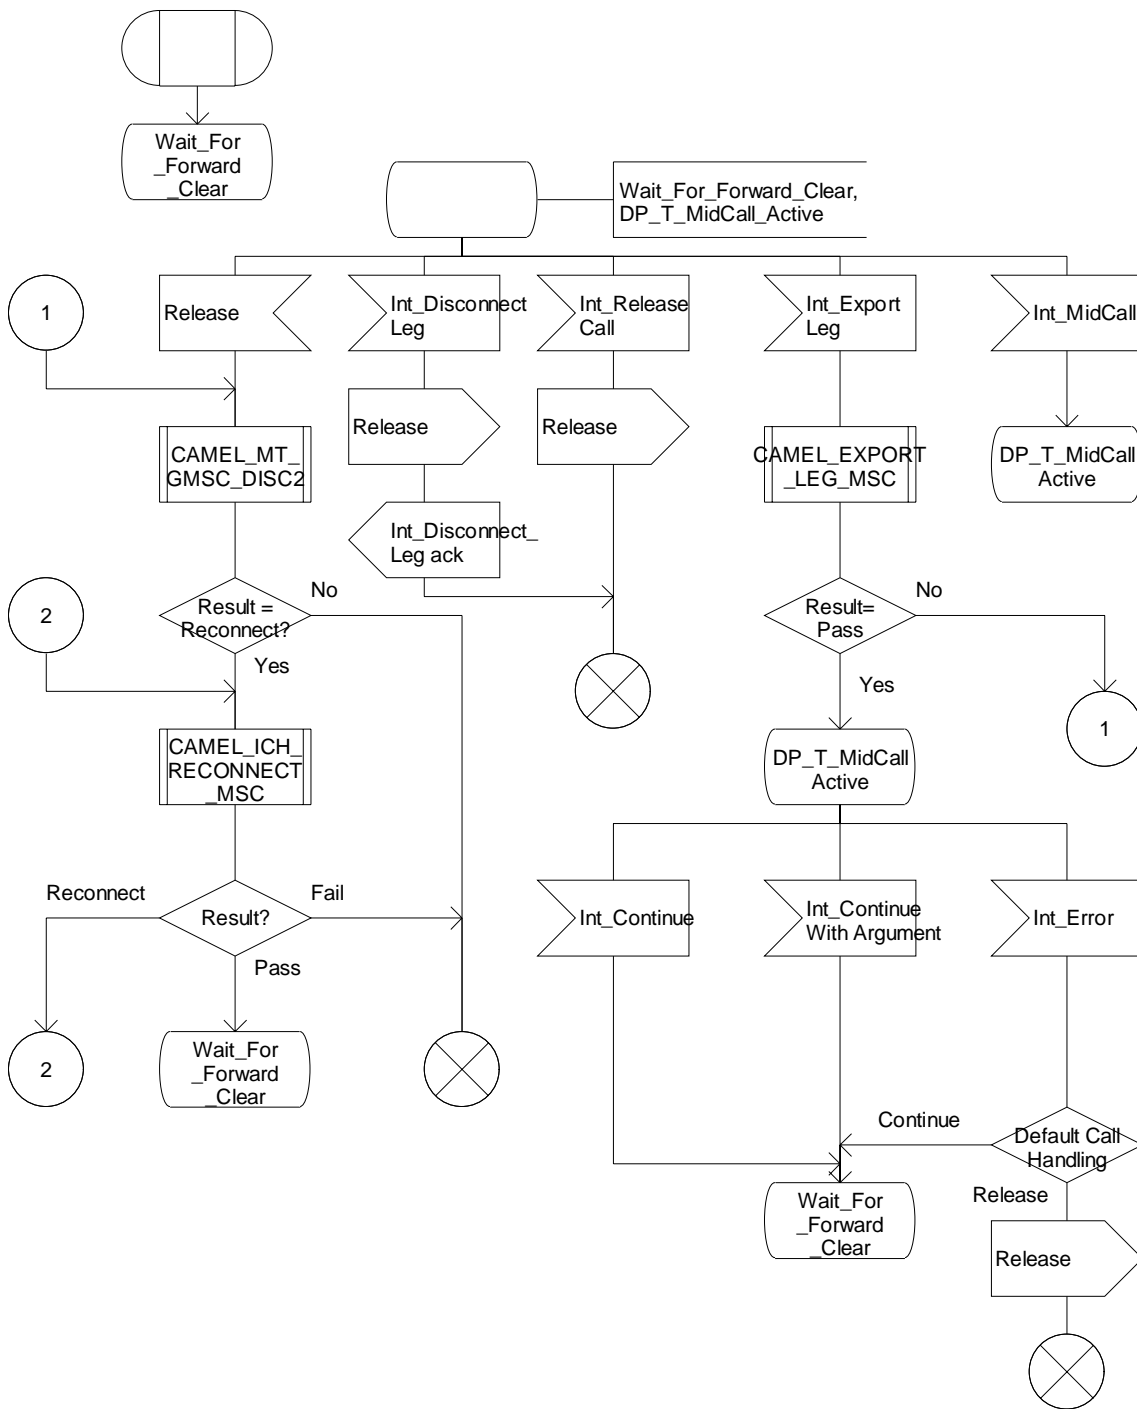 Wait_For
_Forward
_Clear
Wait_For_Forward_Clear,
DP_T_MidCall_Active
1
Release
Int_Disconnect
Leg
Int_Release
Call
Int_Export
Leg
Int_MidCall
Release
Release
CAMEL_MT_
GMSC_DISC2
CAMEL_EXPORT
_LEG_MSC
DP_T_MidCall
Active
Int_Disconnect_
Leg ack
2
Result =
Reconnect?
No
Yes
Result=
Pass
No
Yes
1
CAMEL_ICH_
RECONNECT
_MSC
DP_T_MidCall
Active
Reconnect
Result?
Fail
Pass
Int_Continue
Int_Continue
With Argument
Int_Error
2
Wait_For
_Forward
_Clear
Continue
Default Call
Handling
Release
Wait_For
_Forward
_Clear
Release